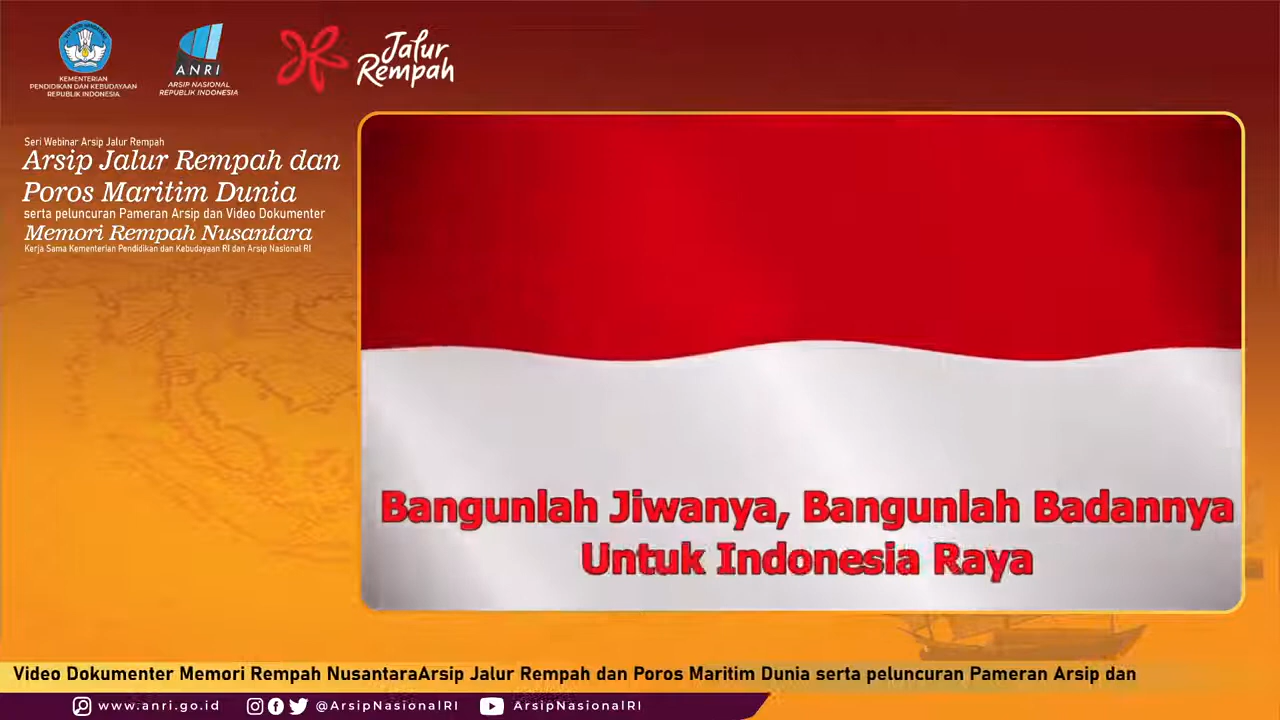 KEMENTERIAN
PENDIDIKAN DAN KEBUDAYAAN
REPUBLIK INDONESIA
ANRI
ARSIP NASIONAL
REPUBLIK INDONESIA
Jalur
Rempah
Seri Webinar Arsip Jalur Rempah
Arsip Jalur Rempah dan
Poros Maritim Dunia
serta peluncuran Pameran Arsip dan Video Dokumenter
Memori Rempah Nusantara
Kerja Sama Kementerian Pendidikan dan Kebudayaan RI dan Arsip Nasional RI
Bangunlah Jiwanya, Bangunlah Badannya
Untuk Indonesia Raya
Video Dokumenter Memori Rempah NusantaraArsip Jalur Rempah dan Poros Maritim Dunia serta peluncuran Pameran Arsip dan
www.anri.go.id @ArsipNasionalRI ArsipNasionalRI